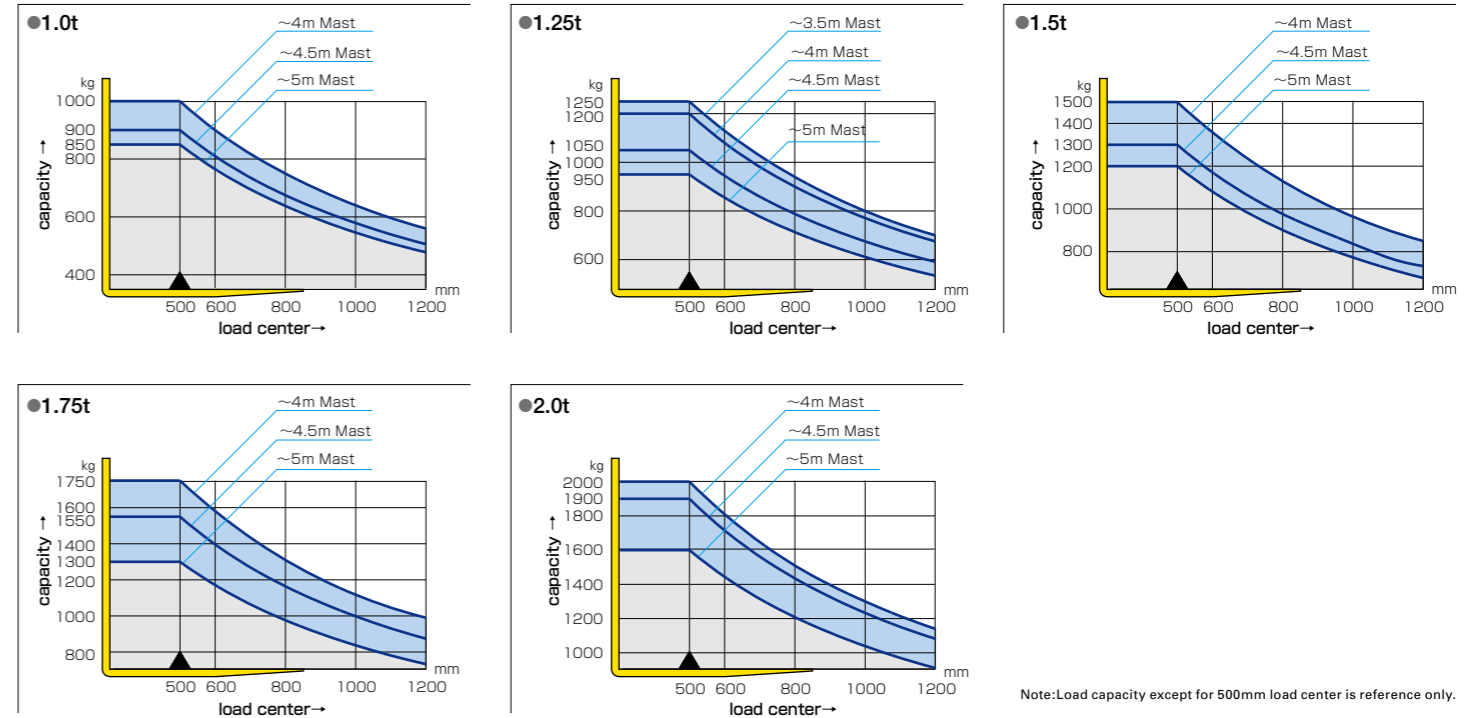 ●1.0t
～4m Mast
～4.5m Mast
～5m Mast
kg
1000
900
850
800
600
400
capacity →
500 600 800 1000 1200 mm
load center→
●1.25t
～3.5m Mast
～4m Mast
～4.5m Mast
～5m Mast
kg
1250
1200
1050
1000
950
800
600
capacity →
500 600 800 1000 1200 mm
load center→
●1.5t
～4m Mast
～4.5m Mast
～5m Mast
kg
1500
1400
1300
1200
1000
800
capacity →
500 600 800 1000 1200 mm
load center→
●1.75t
～4m Mast
～4.5m Mast
～5m Mast
kg
1750
1600
1550
1400
1300
1200
1000
800
capacity →
500 600 800 1000 1200 mm
load center→
●2.0t
～4m Mast
～4.5m Mast
～5m Mast
kg
2000
1900
1800
1600
1400
1200
1000
capacity →
500 600 800 1000 1200 mm
load center→
Note:Load capacity except for 500mm load center is reference only.